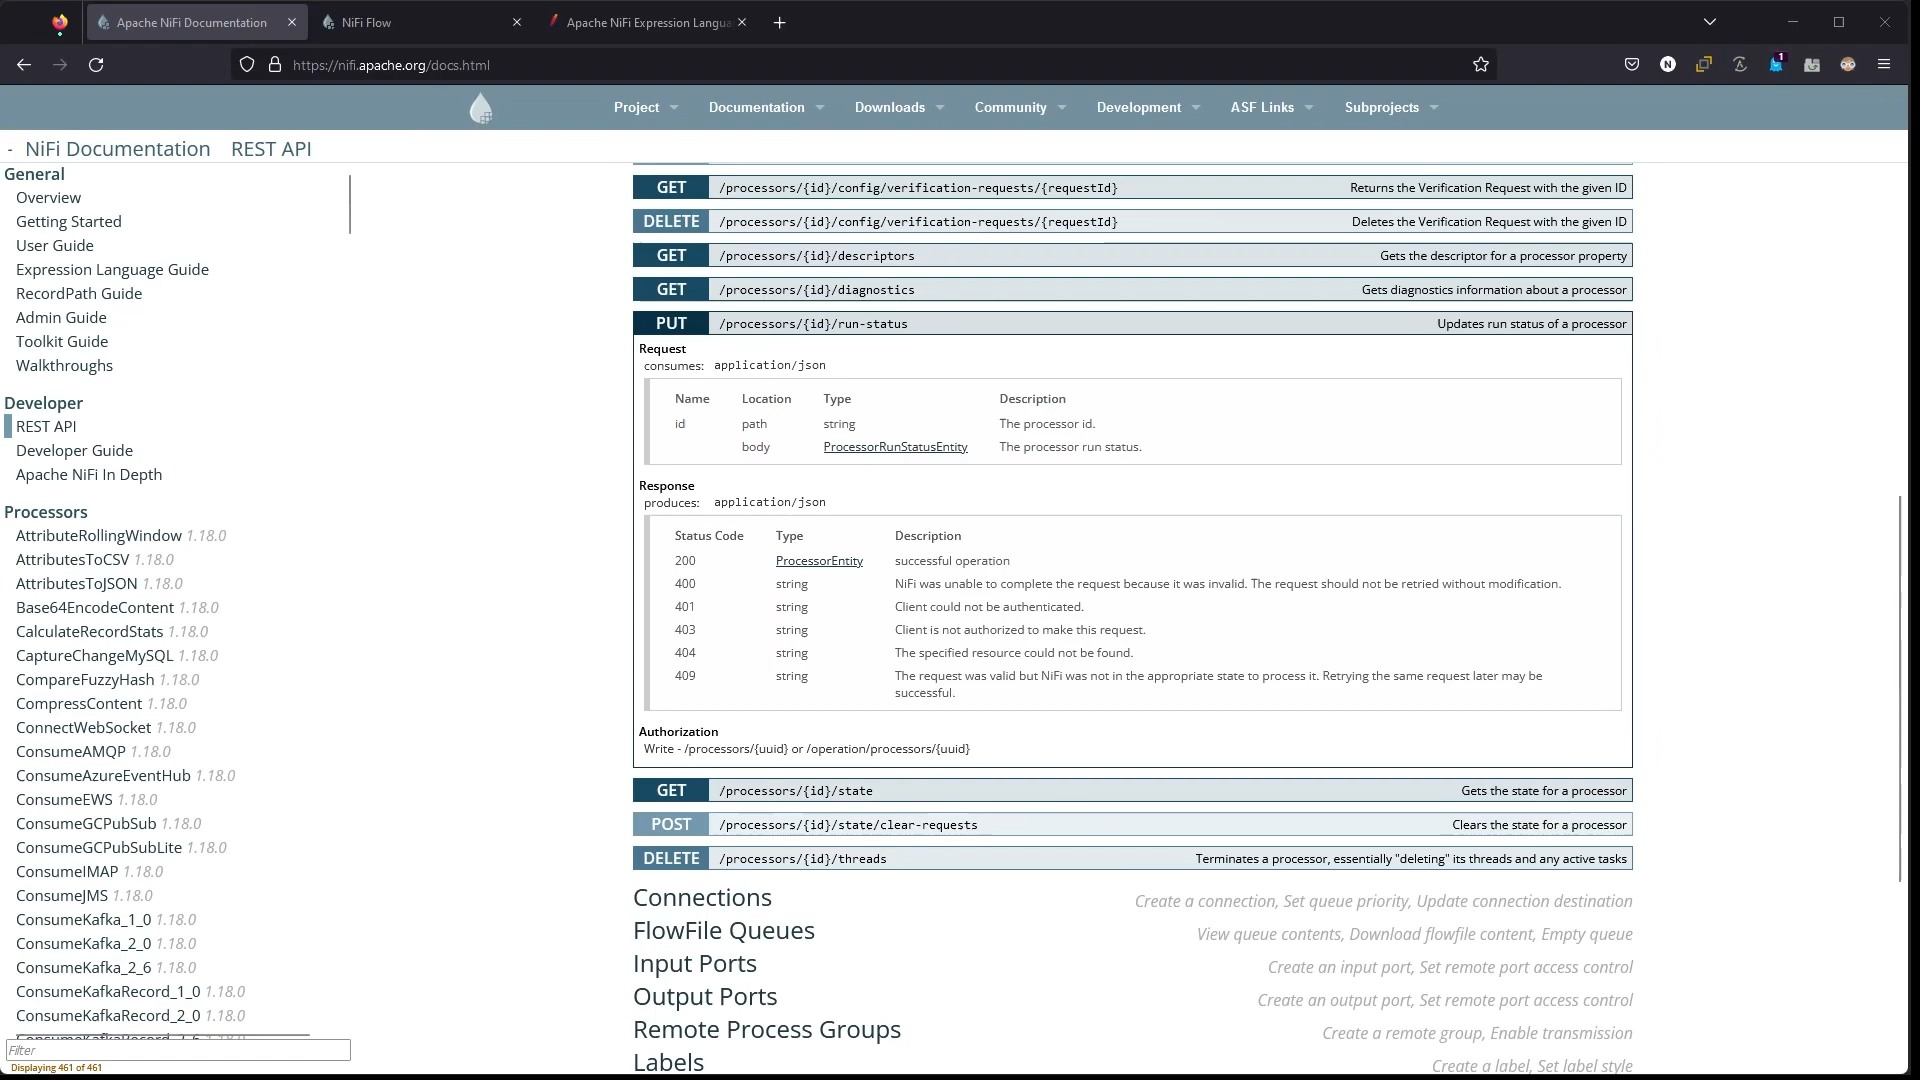 Apache NiFi Documentation
NiFi Flow
Apache NiFi Expression Langua
1
https://nifi.apache.org/docs.html
N
Project
Documentation
Downloads
Community
Development
ASF Links
Subprojects
- NiFi Documentation REST API
General
Overview
Getting Started
User Guide
Expression Language Guide
RecordPath Guide
Admin Guide
Toolkit Guide
Walkthroughs
Developer
REST API
Developer Guide
Apache NiFi In Depth
Processors
AttributeRollingWindow 1.18.0
AttributesToCSV 1.18.0
AttributesToJSON 1.18.0
Base64EncodeContent 1.18.0
CalculateRecordStats 1.18.0
CaptureChangeMySQL 1.18.0
CompareFuzzyHash 1.18.0
CompressContent 1.18.0
ConnectWebSocket 1.18.0
ConsumeAMQP 1.18.0
ConsumeAzureEventHub 1.18.0
ConsumeEWS 1.18.0
ConsumeGCPubSub 1.18.0
ConsumeGCPubSubLite 1.18.0
ConsumeIMAP 1.18.0
ConsumeJMS 1.18.0
ConsumeKafka_1_0 1.18.0
ConsumeKafka_2_0 1.18.0
ConsumeKafka_2_6 1.18.0
ConsumeKafkaRecord_1_0 1.18.0
ConsumeKafkaRecord_2_0 1.18.0
Filter
Displaying 461 of 461
GET /processors/{id}/config/verification-requests/{requestId} Returns the Verification Request with the given ID
DELETE /processors/{id}/config/verification-requests/{requestId} Deletes the Verification Request with the given ID
GET /processors/{id}/descriptors Gets the descriptor for a processor property
GET /processors/{id}/diagnostics Gets diagnostics information about a processor
PUT /processors/{id}/run-status Updates run status of a processor
Request
consumes: application/json
Name Location Type Description
id path string The processor id.
body ProcessorRunStatusEntity The processor run status.
Response
produces: application/json
Status Code Type Description
200 ProcessorEntity successful operation
400 string NiFi was unable to complete the request because it was invalid. The request should not be retried without modification.
401 string Client could not be authenticated.
403 string Client is not authorized to make this request.
404 string The specified resource could not be found.
409 string The request was valid but NiFi was not in the appropriate state to process it. Retrying the same request later may be
successful.
Authorization
Write - /processors/{uuid} or /operation/processors/{uuid}
GET /processors/{id}/state Gets the state for a processor
POST /processors/{id}/state/clear-requests Clears the state for a processor
DELETE /processors/{id}/threads Terminates a processor, essentially "deleting" its threads and any active tasks
Connections Create a connection, Set queue priority, Update connection destination
FlowFile Queues View queue contents, Download flowfile content, Empty queue
Input Ports Create an input port, Set remote port access control
Output Ports Create an output port, Set remote port access control
Remote Process Groups Create a remote group, Enable transmission
Labels Create a label, Set label style